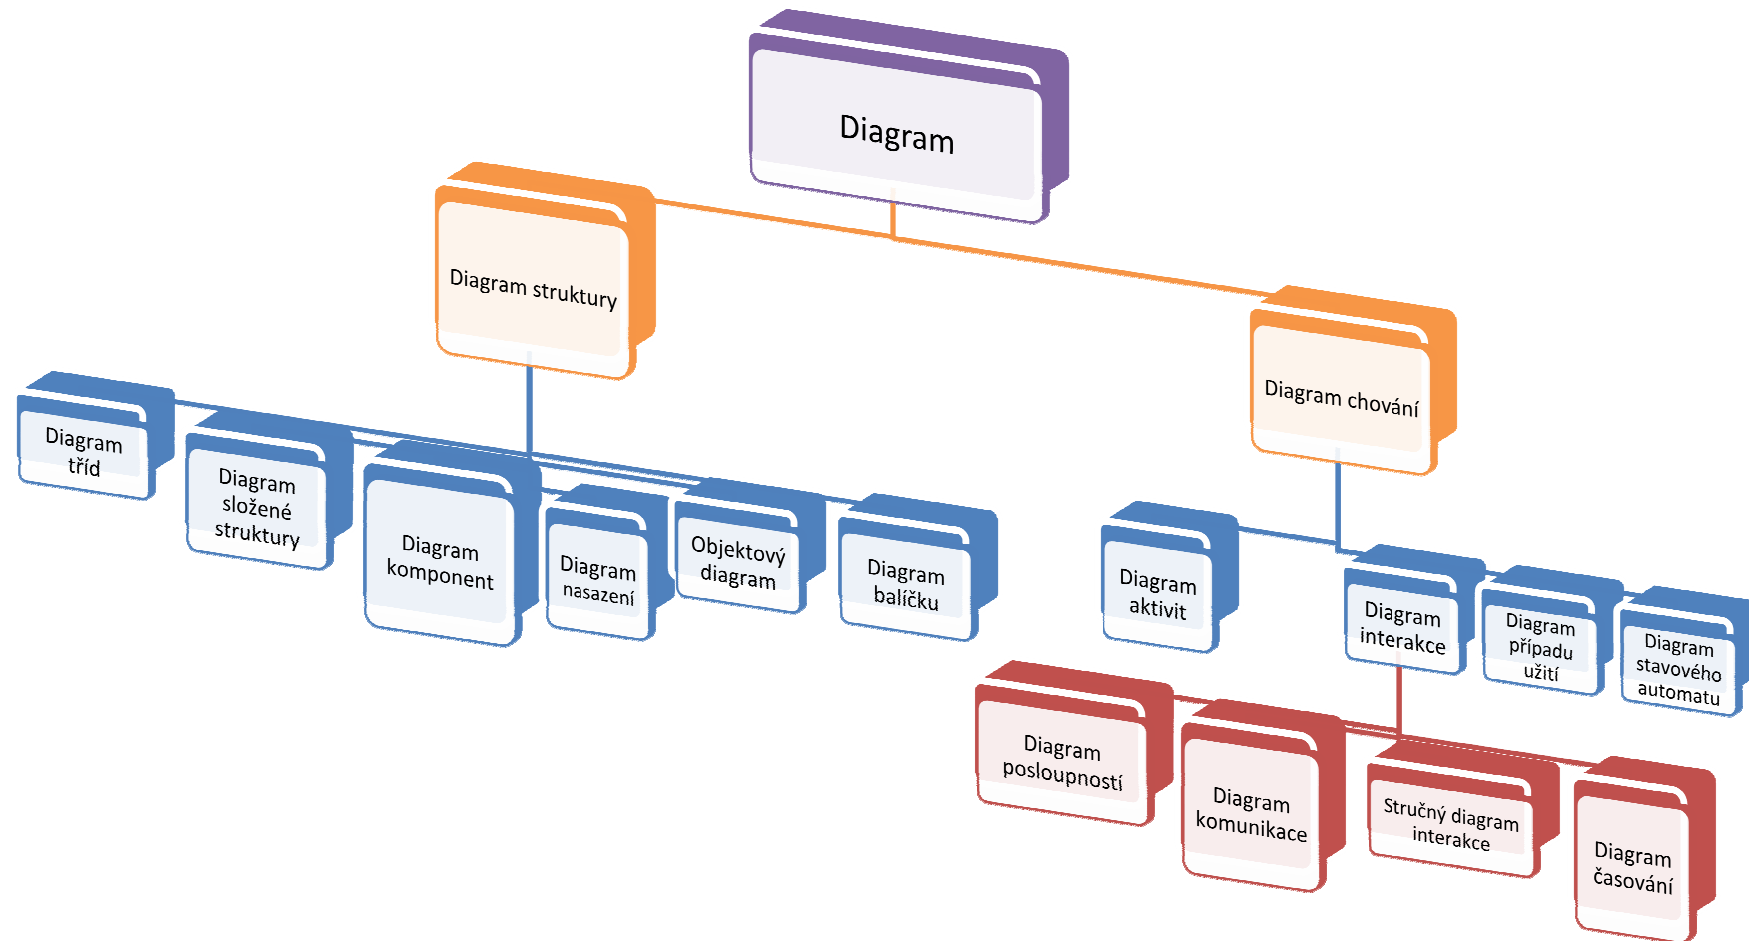 Diagram
Diagram struktury
Diagram chování
Diagram
tříd
Diagram
složené
struktury
Diagram
komponent
Diagram
nasazení
Objektový
diagram
Diagram
balíčku
Diagram
aktivit
Diagram
interakce
Diagram
případu
užití
Diagram
stavového
automatu
Diagram
posloupností
Diagram
komunikace
Stručný diagram
interakce
Diagram
časování